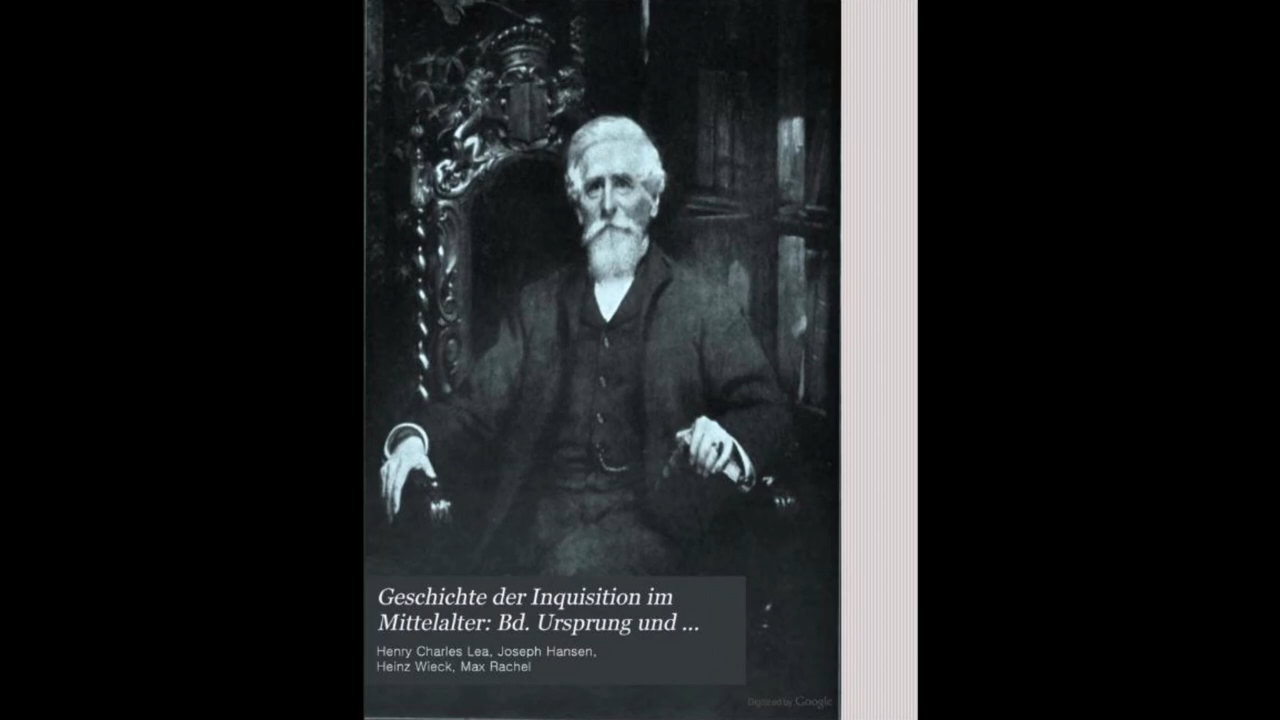 Geschichte der Inquisition im
Mittelalter: Bd. Ursprung und ...
Henry Charles Lea, Joseph Hansen,
Heinz Wieck, Max Rachel
Digitized by Google